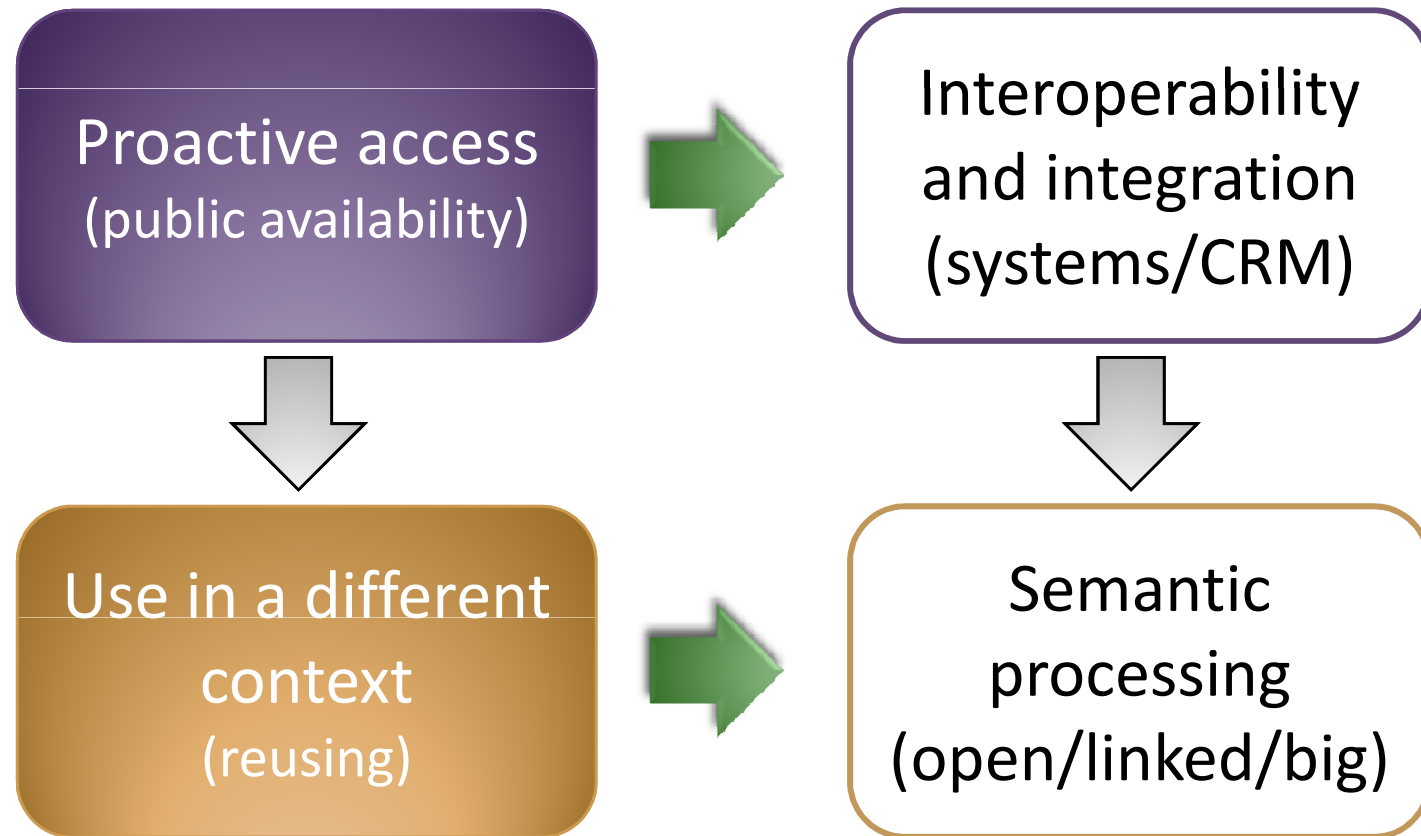 Proactive access
(public availability)
Interoperability
and integration
(systems/CRM)
Use in a different
context
(reusing)
Semantic
processing
(open/linked/big)